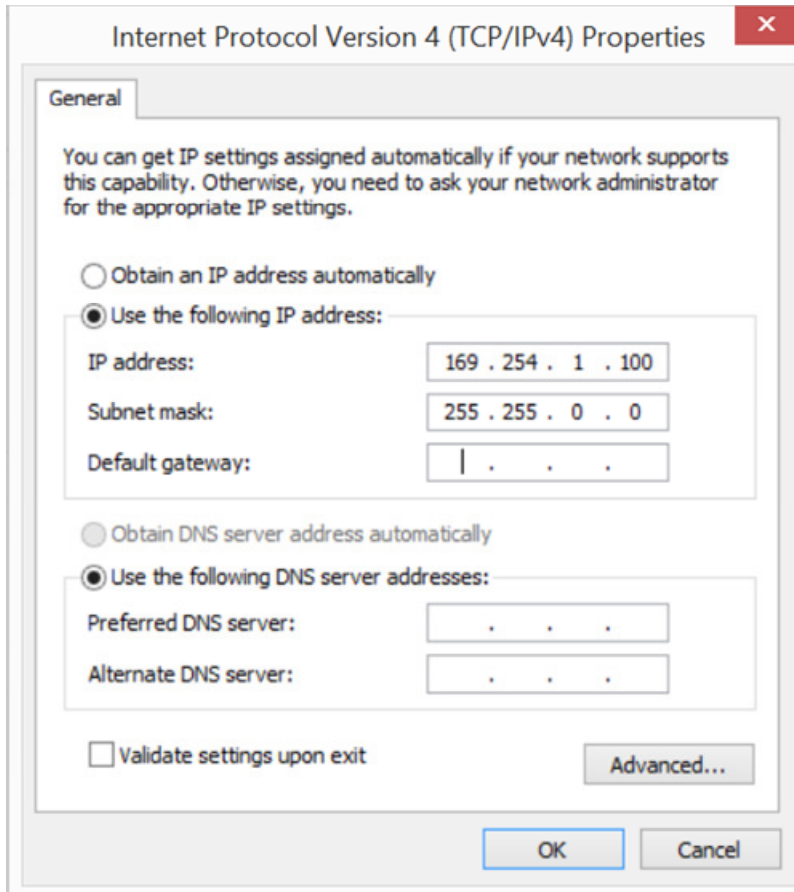 Internet Protocol Version 4 (TCP/IPv4) Properties
General
You can get IP settings assigned automatically if your network supports
this capability. Otherwise, you need to ask your network administrator
for the appropriate IP settings.
Obtain an IP address automatically
Use the following IP address:
IP address: 169 . 254 . 1 . 100
Subnet mask: 255 . 255 . 0 . 0
Default gateway: . . .
Obtain DNS server address automatically
Use the following DNS server addresses:
Preferred DNS server: . . .
Alternate DNS server: . . .
Validate settings upon exit
Advanced...
OK Cancel